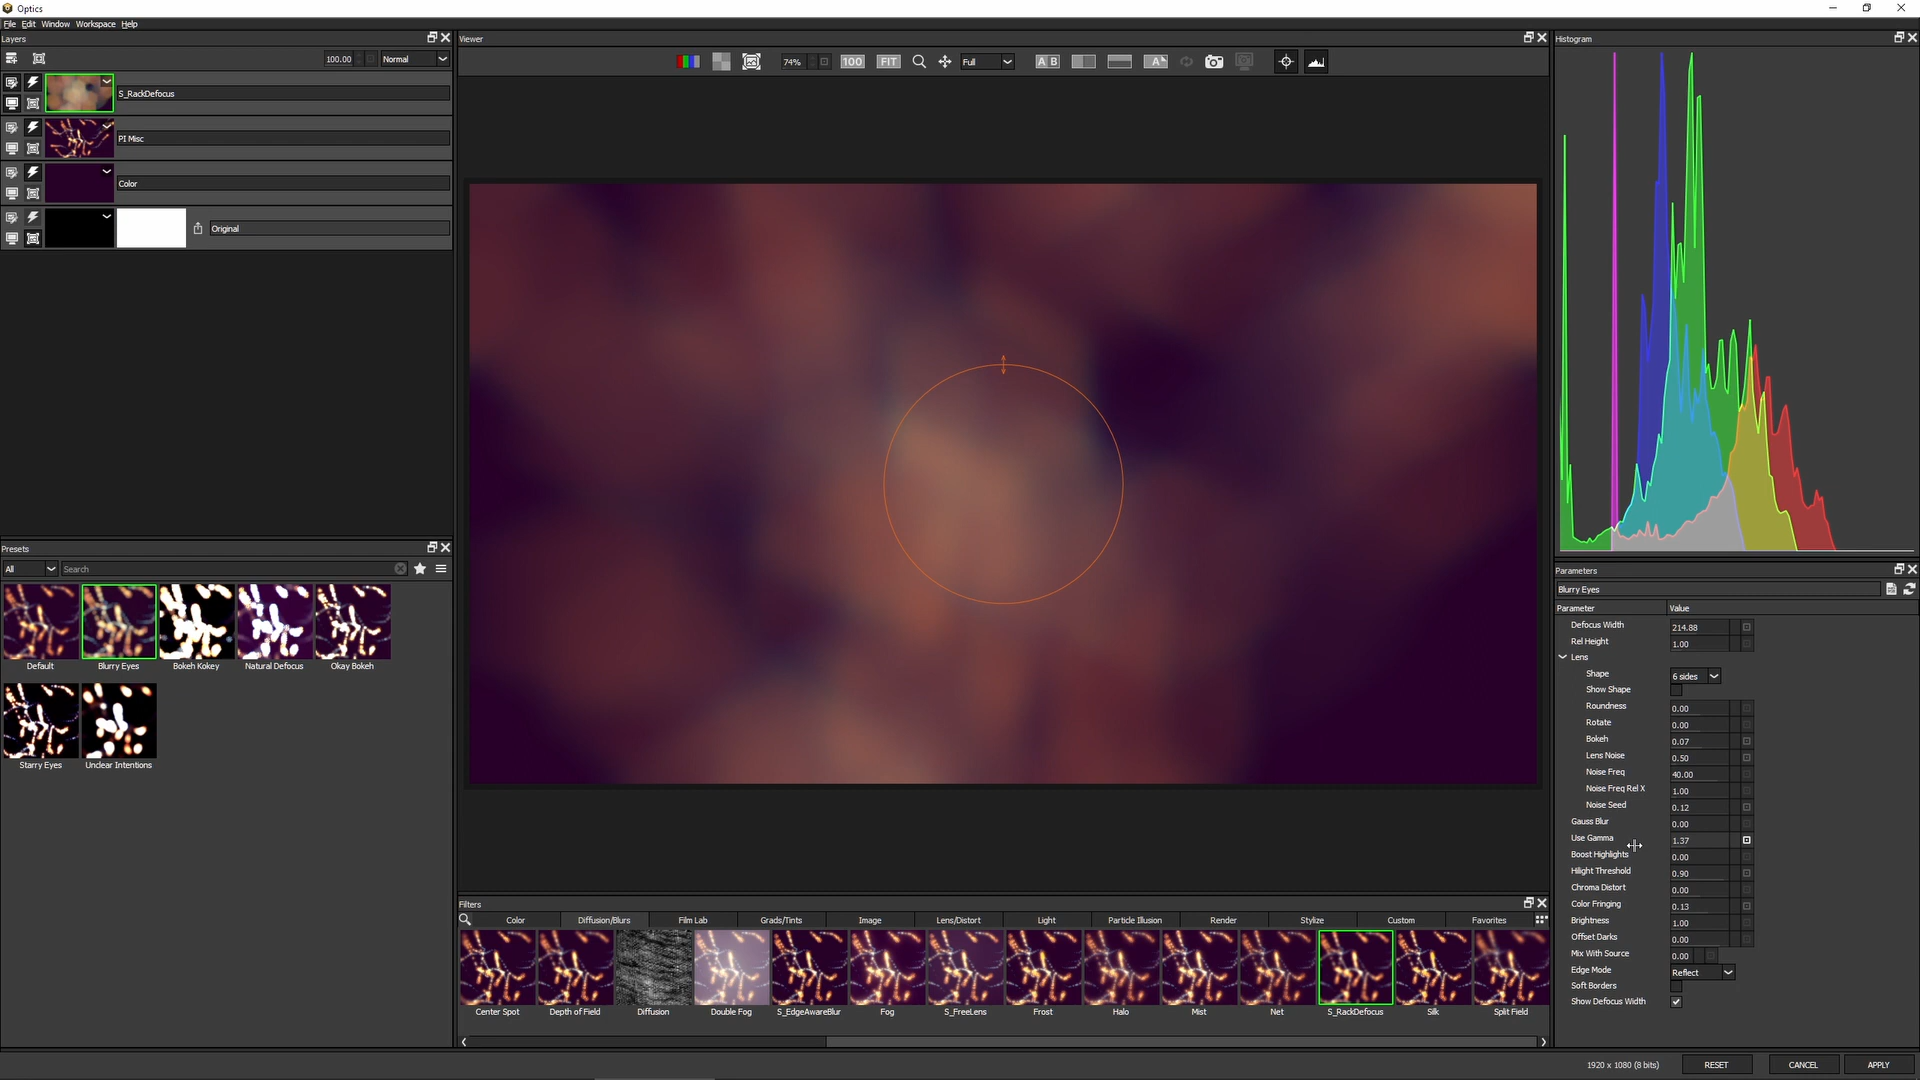 Optics
File Edit Window Workspace Help
Layers
100.00 Normal
S_RackDefocus
PI Misc
Color
Original
Presets
All Search
Default Blurry Eyes Bokeh Kokey Natural Defocus Okay Bokeh
Starry Eyes Unclear Intentions
Viewer
74% 100 FIT Full A B A
Filters
Color Diffusion/Blurs Film Lab Grads/Tints Image Lens/Distort Light Particle Illusion Render Stylize Custom Favorites
Center Spot Depth of Field Diffusion Double Fog S_EdgeAwareBlur Fog S_FreeLens Frost Halo Mist Net S_RackDefocus Silk Split Field
Histogram
Parameters
Blurry Eyes
Parameter Value
Defocus Width 214.88
Rel Height 1.00
Lens
Shape 6 sides
Show Shape
Roundness 0.00
Rotate 0.00
Bokeh 0.07
Lens Noise 0.50
Noise Freq 40.00
Noise Freq Rel X 1.00
Noise Seed 0.12
Gauss Blur 0.00
Use Gamma 1.37
Boost Highlights 0.00
Hilight Threshold 0.90
Chroma Distort 0.00
Color Fringing 0.13
Brightness 1.00
Offset Darks 0.00
Mix With Source 0.00
Edge Mode Reflect
Soft Borders
Show Defocus Width
1920 x 1080 (8 bits) RESET CANCEL APPLY